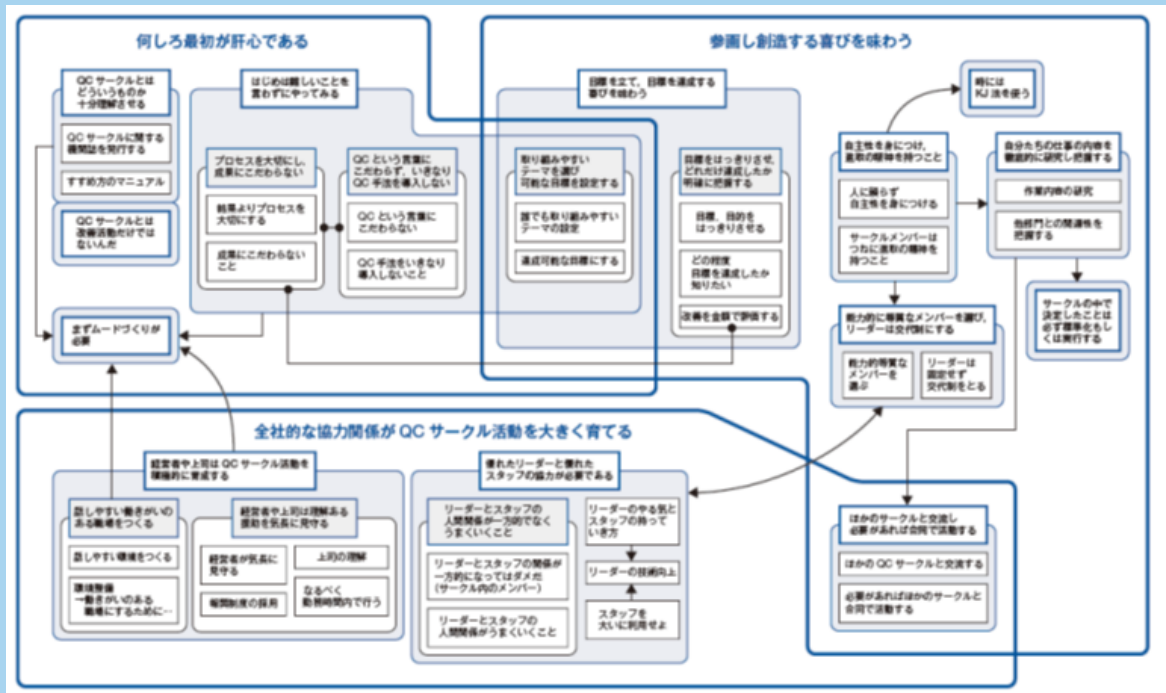 何しろ最初が肝心である
QC サークルとは
どういうものか
十分理解させる
QC サークルに関する
機関誌を発行する
すすめ方のマニュアル
QC サークルとは
改善活動だけでは
ないんだ
まずムードづくりが
必要
はじめは難しいことを
言わずにやってみる
プロセスを大切にし、
成果にこだわらない
結果よりプロセスを
大切にする
成果にこだわらない
こと
QC という言葉に
こだわらず、いきなり
QC 手法を導入しない
QC という言葉に
こだわらない
QC 手法をいきなり
導入しないこと
参画し創造する喜びを味わう
目標を立て、目標を達成する
喜びを味わう
取り組みやすい
テーマを選び
可能な目標を設定する
誰でも取り組みやすい
テーマの設定
達成可能な目標にする
目標をはっきりさせ、
どれだけ達成したか
明確に把握する
目標、目的を
はっきりさせる
どの程度
目標を達成したか
知りたい
改善を金額で評価する
時には
KJ 法を使う
自主性を身につけ、
進取の精神を持つこと
人に頼らず
自主性を身につける
サークルメンバーは
つねに進取の精神を
持つこと
自分たちの仕事の内容を
徹底的に研究し把握する
作業内容の研究
他部門との関連性を
把握する
サークルの中で
決定したことは
必ず標準化もし
くは実行する
能力的に等質なメンバーを選び、
リーダーは交代制にする
能力的等質な
メンバーを
選ぶ
リーダーは
固定せず
交代制をとる
全社的な協力関係が QC サークル活動を大きく育てる
経営者や上司は QC サークル活動を
積極的に育成する
話しやすい働きがいの
ある職場をつくる
話しやすい環境をつくる
環境整備
→働きがいのある
職場にするために…
経営者や上司は理解ある
援助を気長に見守る
経営者が気長に
見守る
上司の理解
報奨制度の採用
なるべく
勤務時間内で行う
優れたリーダーと優れた
スタッフの協力が必要である
リーダーとスタッフの
人間関係が一方的でなく
うまくいくこと
リーダーとスタッフの関係が
一方的になってはダメだ
(サークル内のメンバー)
リーダーとスタッフの
人間関係がうまくいくこと
リーダーのやる気と
スタッフの持って
いき方
リーダーの技術向上
スタッフを
大いに利用せよ
ほかのサークルと交流し
必要があれば合同で活動する
ほかの QC サークルと交流する
必要があればほかのサークルと
合同で活動する